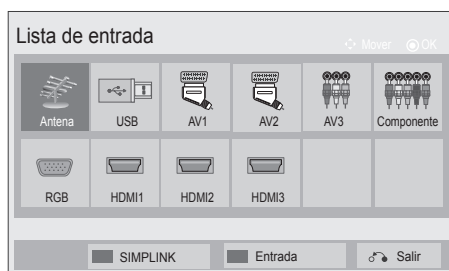 Lista de entrada
Mover OK
Antena USB AV1 AV2 AV3 Componente
RGB HDMI1 HDMI2 HDMI3
SIMPLINK Entrada Salir